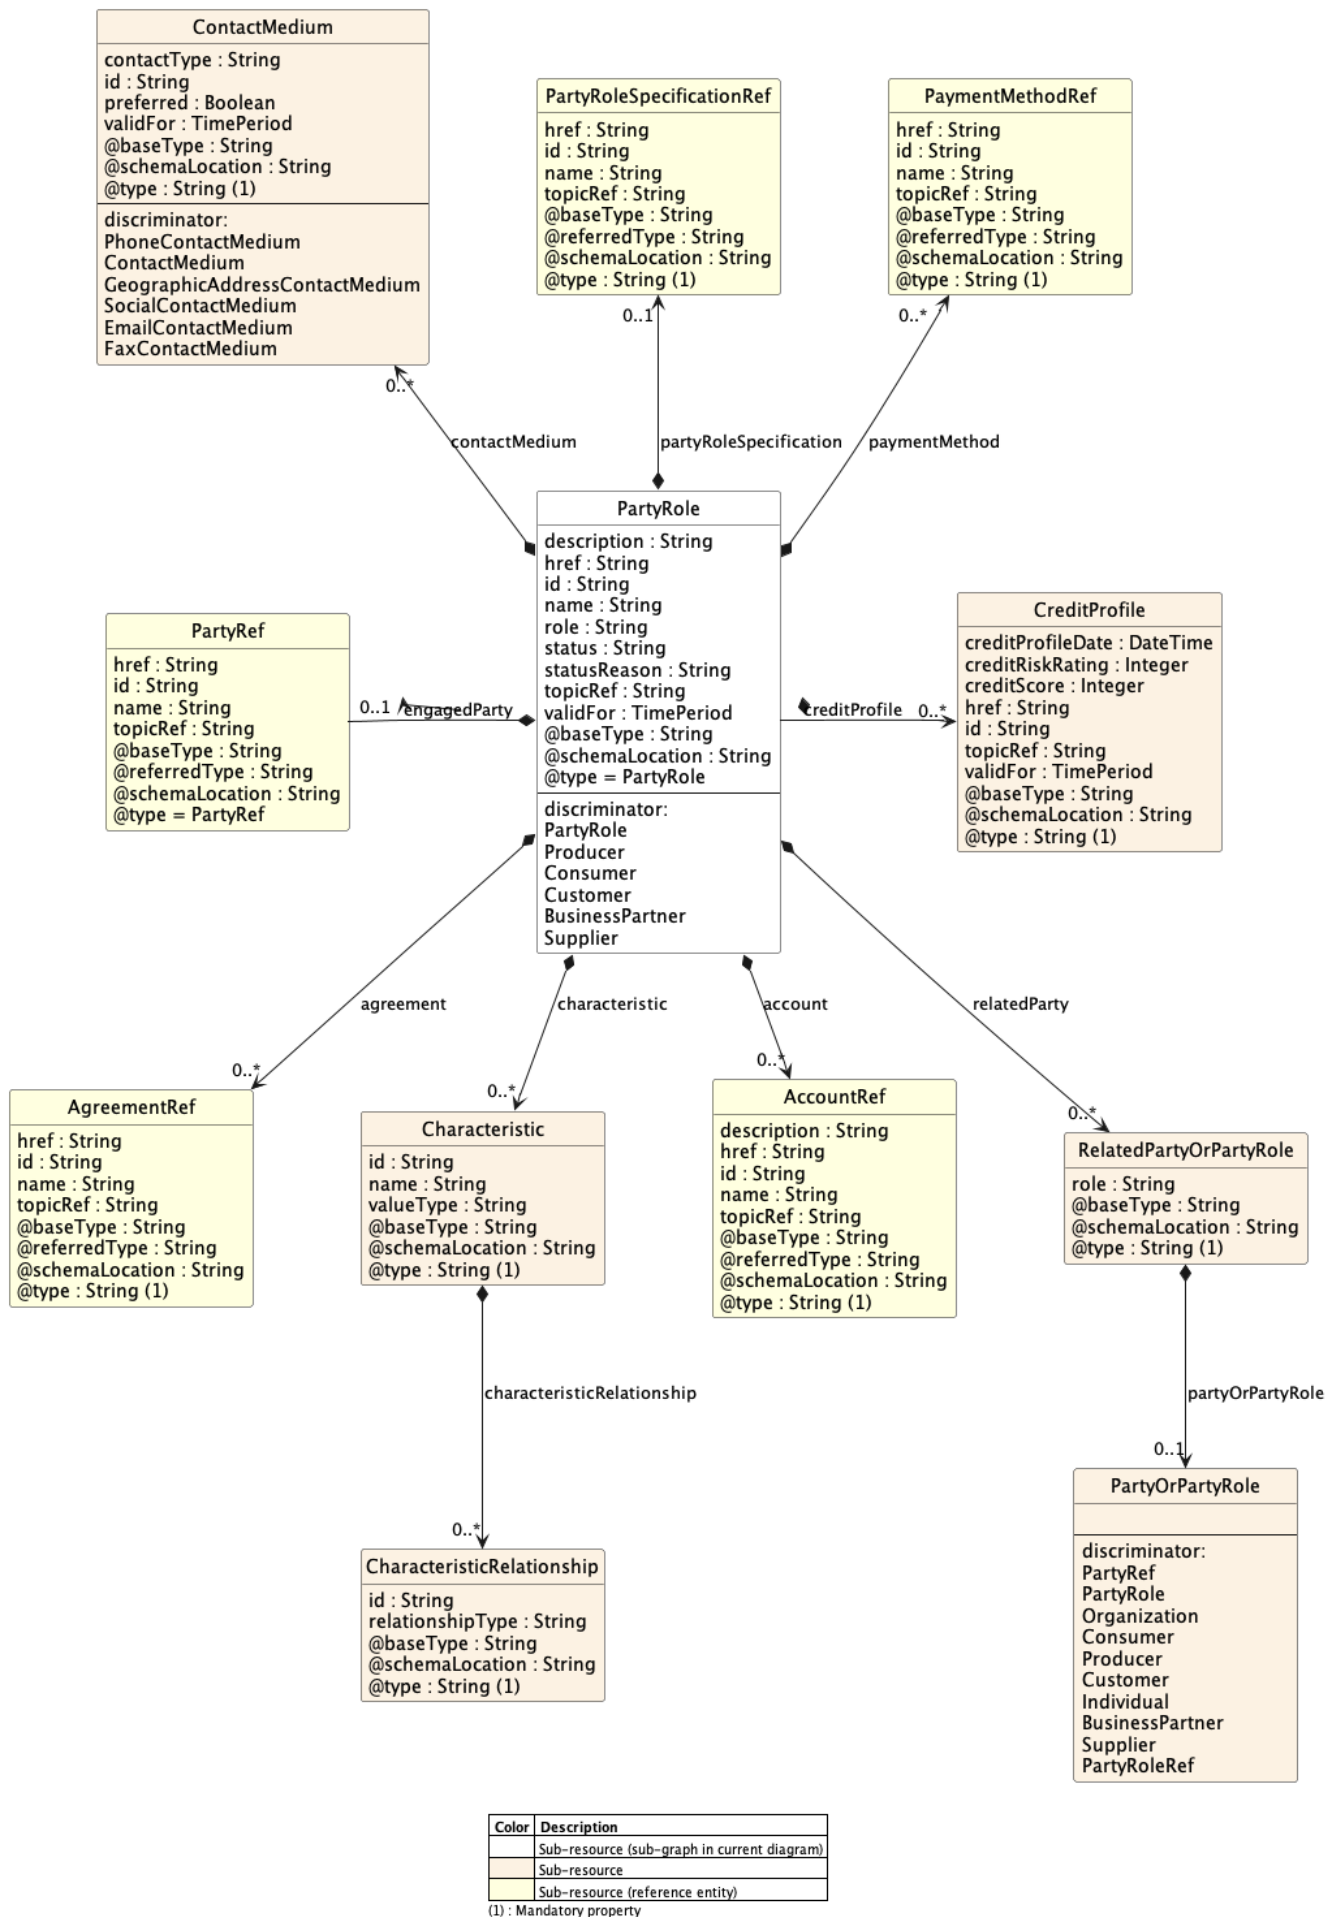 ContactMedium
contactType : String
id : String
preferred : Boolean
validFor : TimePeriod
@baseType : String
@schemaLocation : String
@type : String (1)
discriminator:
PhoneContactMedium
ContactMedium
GeographicAddressContactMedium
SocialContactMedium
EmailContactMedium
FaxContactMedium
PartyRoleSpecificationRef
href : String
id : String
name : String
topicRef : String
@baseType : String
@referredType : String
@schemaLocation : String
@type : String (1)
PaymentMethodRef
href : String
id : String
name : String
topicRef : String
@baseType : String
@referredType : String
@schemaLocation : String
@type : String (1)
0..*
0..1
0..*
contactMedium
partyRoleSpecification
paymentMethod
PartyRole
description : String
href : String
id : String
name : String
role : String
status : String
statusReason : String
topicRef : String
validFor : TimePeriod
@baseType : String
@schemaLocation : String
@type = PartyRole
discriminator:
PartyRole
Producer
Consumer
Customer
BusinessPartner
Supplier
PartyRef
href : String
id : String
name : String
topicRef : String
@baseType : String
@referredType : String
@schemaLocation : String
@type = PartyRef
0..1
engagedParty
creditProfile
0..*
CreditProfile
creditProfileDate : DateTime
creditRiskRating : Integer
creditScore : Integer
href : String
id : String
topicRef : String
validFor : TimePeriod
@baseType : String
@schemaLocation : String
@type : String (1)
agreement
characteristic
account
relatedParty
0..*
0..*
0..*
0..*
AgreementRef
href : String
id : String
name : String
topicRef : String
@baseType : String
@referredType : String
@schemaLocation : String
@type : String (1)
Characteristic
id : String
name : String
valueType : String
@baseType : String
@schemaLocation : String
@type : String (1)
AccountRef
description : String
href : String
id : String
name : String
topicRef : String
@baseType : String
@referredType : String
@schemaLocation : String
@type : String (1)
RelatedPartyOrPartyRole
role : String
@baseType : String
@schemaLocation : String
@type : String (1)
characteristicRelationship
partyOrPartyRole
0..*
0..1
CharacteristicRelationship
id : String
relationshipType : String
@baseType : String
@schemaLocation : String
@type : String (1)
PartyOrPartyRole
discriminator:
PartyRef
PartyRole
Organization
Consumer
Producer
Customer
Individual
BusinessPartner
Supplier
PartyRoleRef
Color Description
Sub-resource (sub-graph in current diagram)
Sub-resource
Sub-resource (reference entity)
(1) : Mandatory property